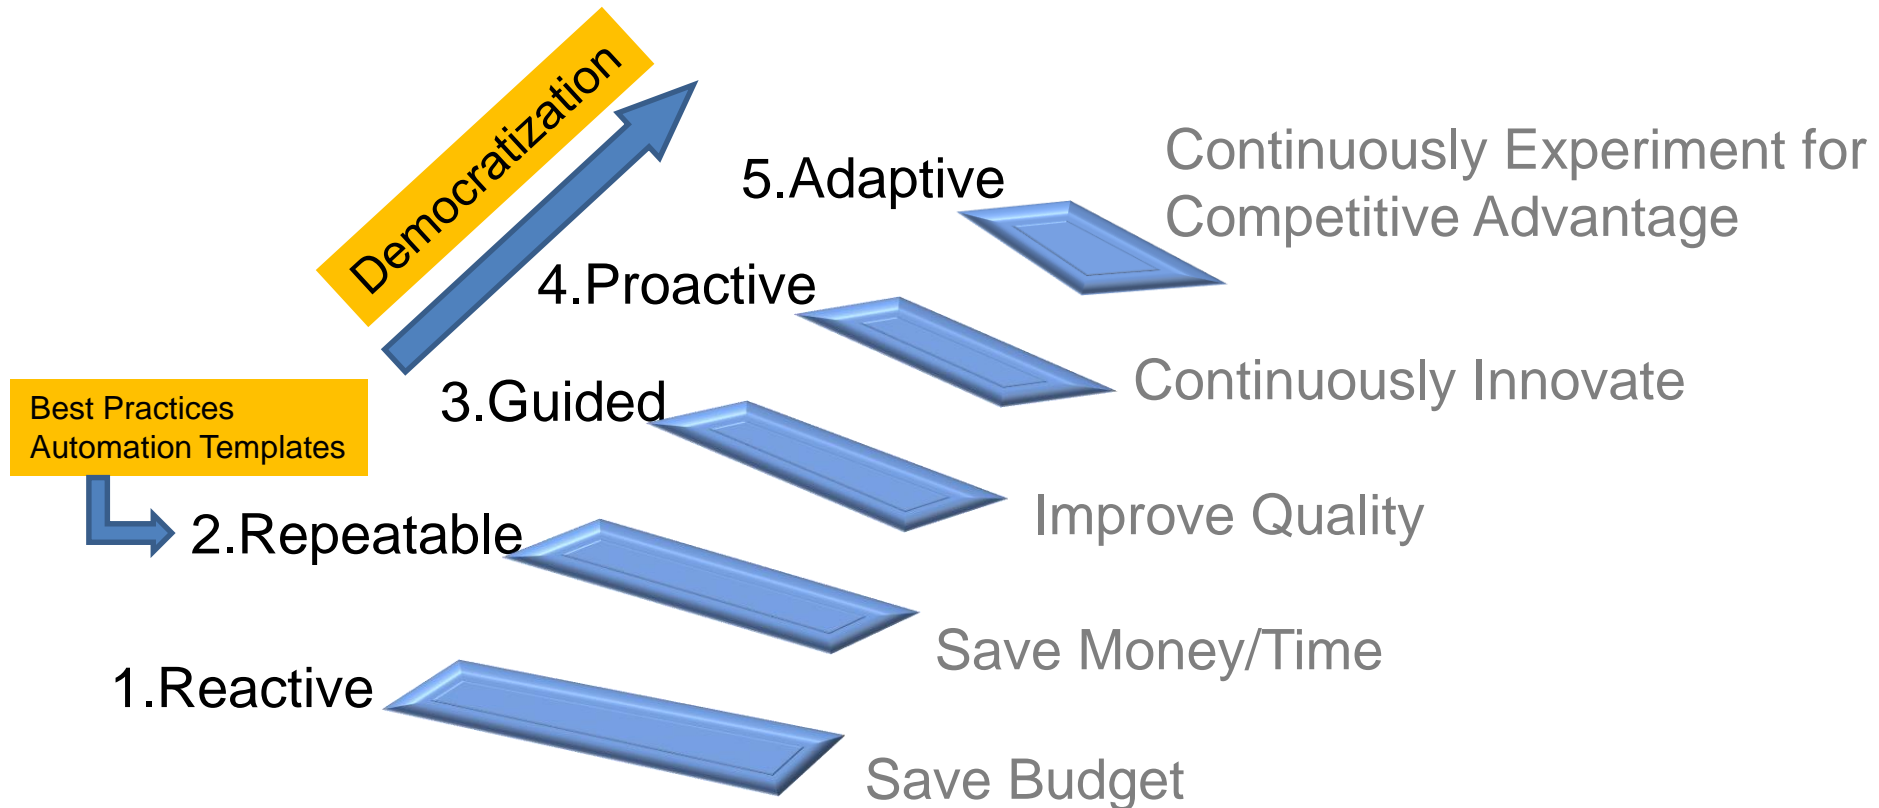 Democratization
5.Adaptive
Continuously Experiment for
Competitive Advantage
4.Proactive
Continuously Innovate
3.Guided
Best Practices
Automation Templates
Improve Quality
2.Repeatable
Save Money/Time
1.Reactive
Save Budget